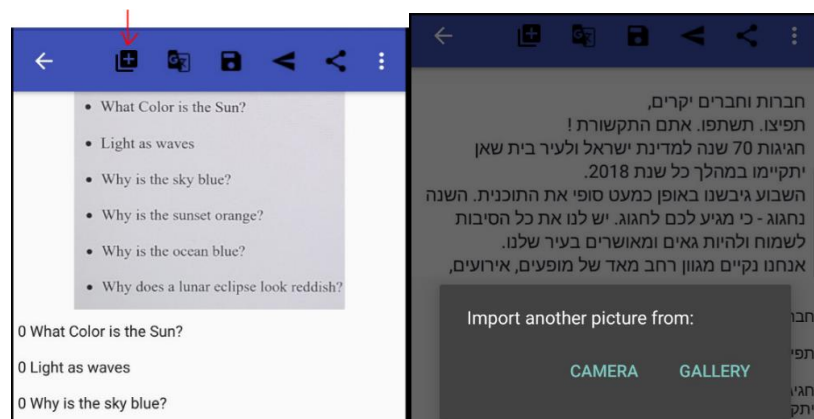 • What Color is the Sun?
• Light as waves
• Why is the sky blue?
• Why is the sunset orange?
• Why is the ocean blue?
• Why does a lunar eclipse look reddish?
0 What Color is the Sun?
0 Light as waves
0 Why is the sky blue?
חברות וחברים יקרים,
תפיצו. תשתפו. אתם התקשורת !
חגיגות 70 שנה למדינת ישראל ולעיר בית שאן
יתקיימו במהלך כל שנת 2018.
השבוע גיבשנו באופן כמעט סופי את התוכנית. השנה
נחגוג - כי מגיע לכם לחגוג. יש לנו את כל הסיבות
לשמוח ולהיות גאים ומאושרים בעיר שלנו.
אנחנו נקיים מגוון רחב מאד של מופעים, אירועים,
Import another picture from:
CAMERA GALLERY